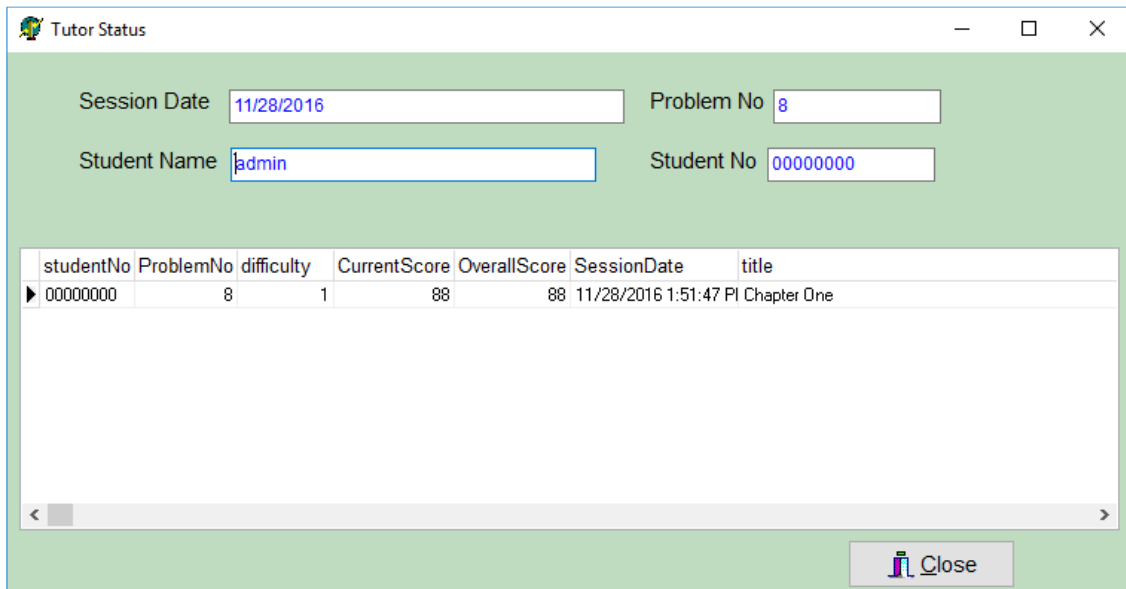 Tutor Status
Session Date 11/28/2016 Problem No 8
Student Name admin Student No 00000000
studentNo ProblemNo difficulty CurrentScore OverallScore SessionDate title
00000000 8 1 88 88 11/28/2016 1:51:47 PI Chapter One
Close